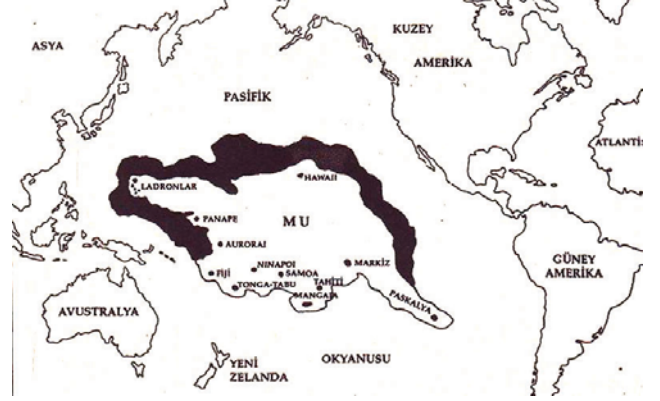 ASYA
KUZEY
AMERİKA
PASİFİK
ATLANTİS
LADRONLAR
HAWAII
PANAPE
M U
AURORAI
NINAPOI
MARKİZ
FİJİ
SAMOA
TONGA-TABU
TAHİTİ
MANGAIA
PASKALYA
GÜNEY
AMERİKA
AVUSTRALYA
YENİ
ZELANDA
OKYANUSU